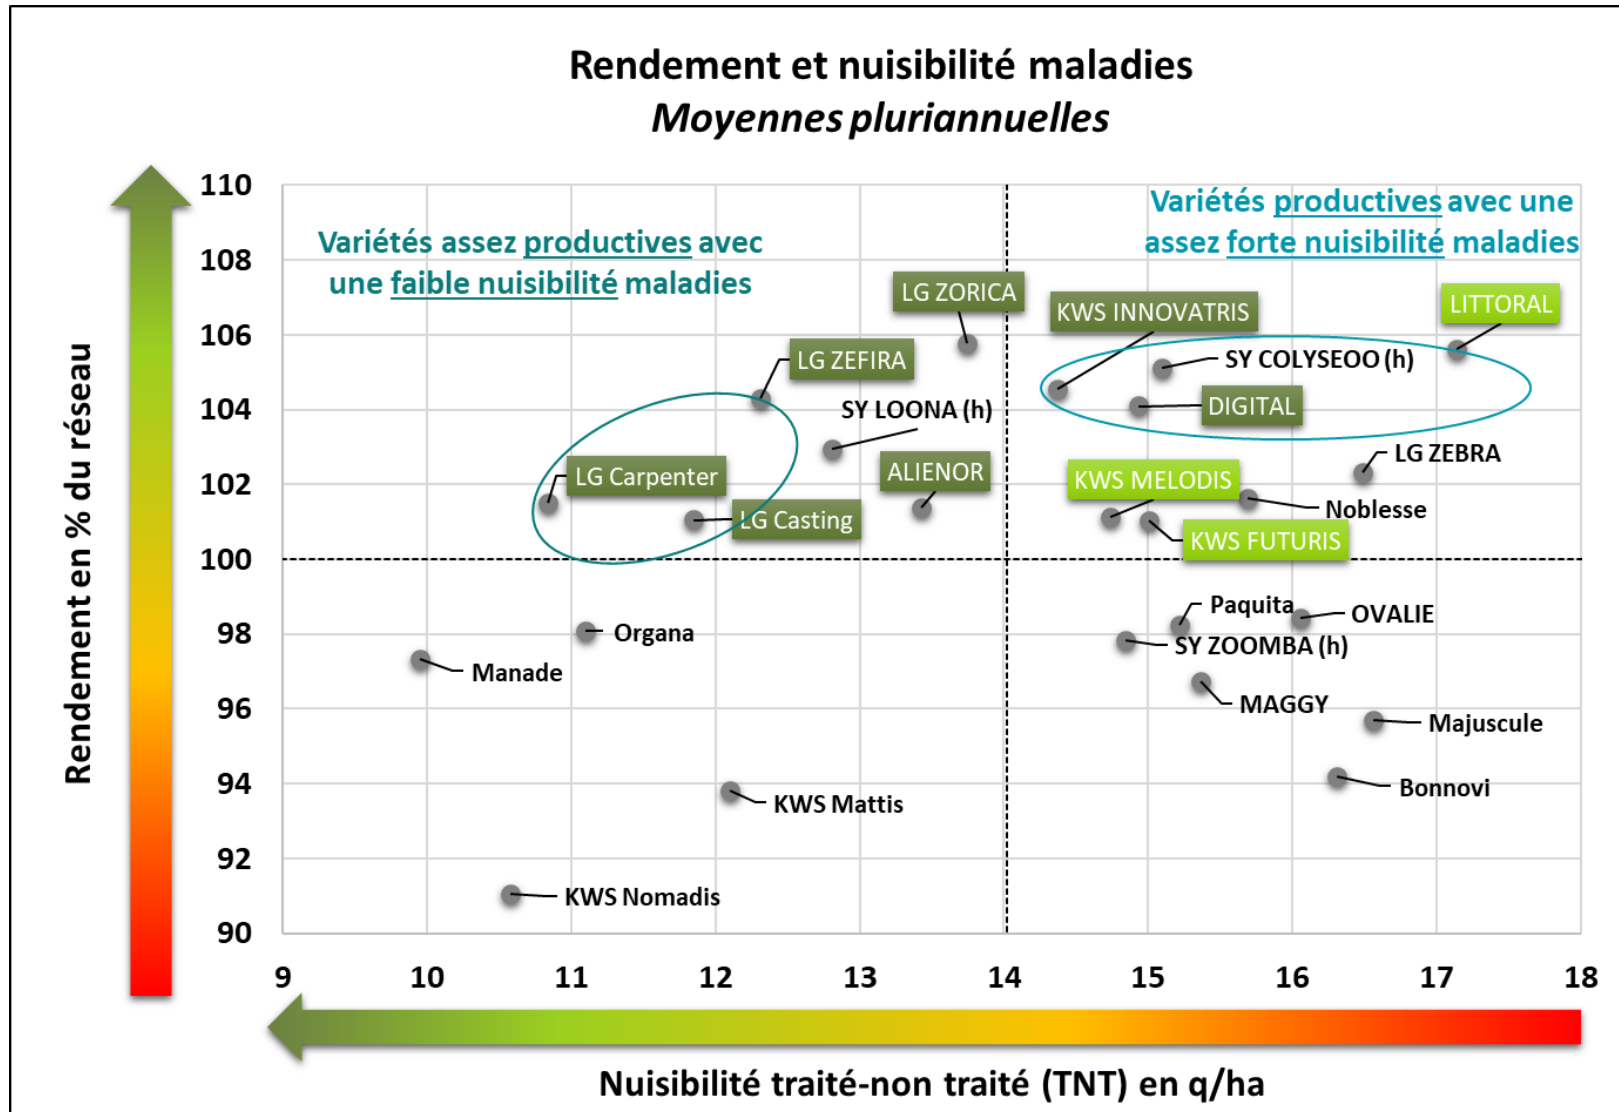 Rendement et nuisibilité maladies
Moyennes pluriannuelles
Rendement en % du réseau
110
108
106
104
102
100
98
96
94
92
90
Variétés assez productives avec
une faible nuisibilité maladies
Variétés productives avec une
assez forte nuisibilité maladies
LG ZORICA
KWS INNOVATRIS
LITTORAL
LG ZEFIRA
SY COLYSEOO (h)
SY LOONA (h)
DIGITAL
LG Carpenter
ALIENOR
KWS MELODIS
LG ZEBRA
LG Casting
Noblesse
KWS FUTURIS
Organa
Paquita
OVALIE
Manade
SY ZOOMBA (h)
MAGGY
Majuscule
KWS Mattis
Bonnovi
KWS Nomadis
9 10 11 12 13 14 15 16 17 18
Nuisibilité traité-non traité (TNT) en q/ha